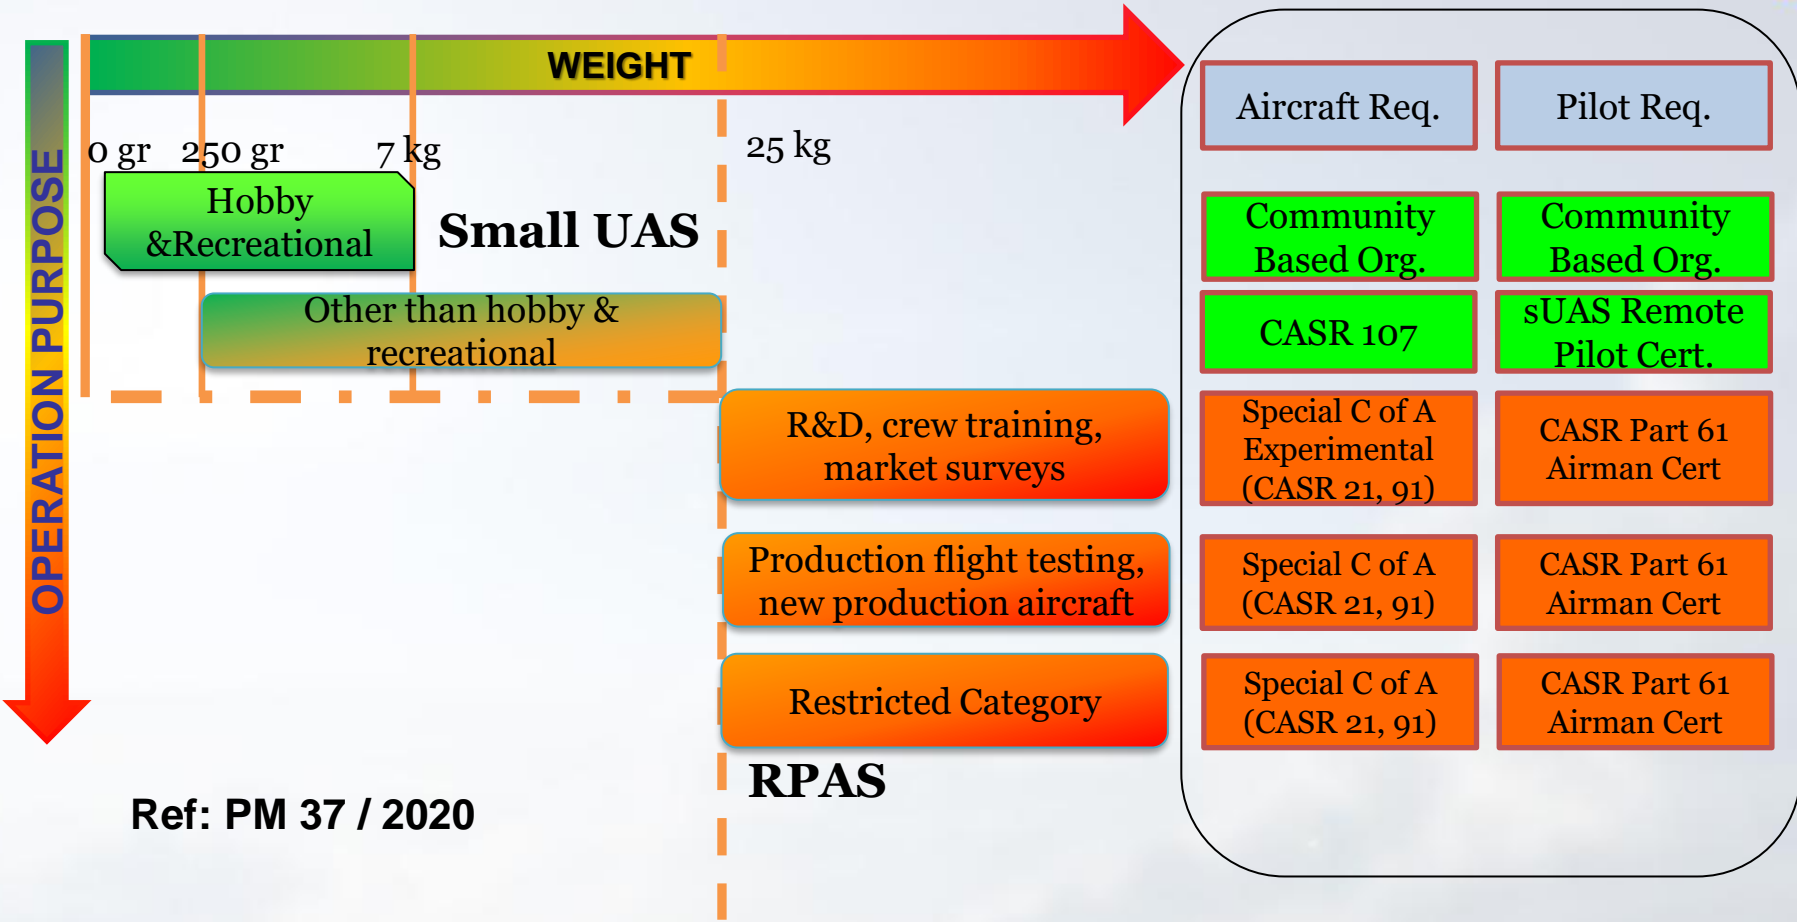 WEIGHT
Aircraft Req.
Pilot Req.
0 gr
250 gr
7 kg
25 kg
OPERATION PURPOSE
Hobby
&Recreational
Small UAS
Community
Based Org.
Community
Based Org.
Other than hobby &
recreational
CASR 107
sUAS Remote
Pilot Cert.
R&D, crew training,
market surveys
Special C of A
Experimental
(CASR 21, 91)
CASR Part 61
Airman Cert
Production flight testing,
new production aircraft
Special C of A
(CASR 21, 91)
CASR Part 61
Airman Cert
Restricted Category
Special C of A
(CASR 21, 91)
CASR Part 61
Airman Cert
RPAS
Ref: PM 37 / 2020